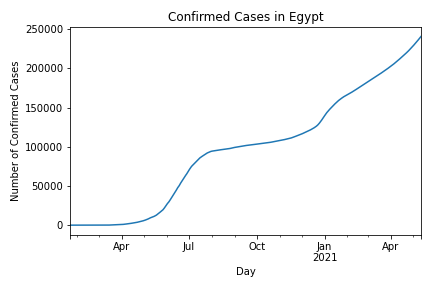 Confirmed Cases in Egypt
Number of Confirmed Cases
250000
200000
150000
100000
50000
0
Apr Jul Oct Jan Apr
2021
Day